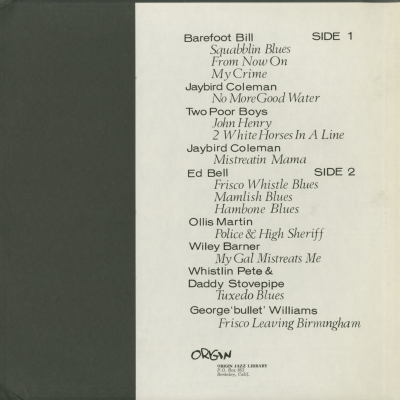 Barefoot Bill SIDE 1
Squabblin Blues
From Now On
My Crime
Jaybird Coleman
No More Good Water
Two Poor Boys
John Henry
2 White Horses In A Line
Jaybird Coleman
Mistreatin Mama
Ed Bell SIDE 2
Frisco Whistle Blues
Mamlish Blues
Hambone Blues
Ollis Martin
Police & High Sheriff
Wiley Barner
My Gal Mistreats Me
Whistlin Pete &
Daddy Stovepipe
Tuxedo Blues
George 'bullet' Williams
Frisco Leaving Birmingham
ORIGIN
ORIGIN JAZZ LIBRARY
P.O. Box 863
Berkeley, Calif.